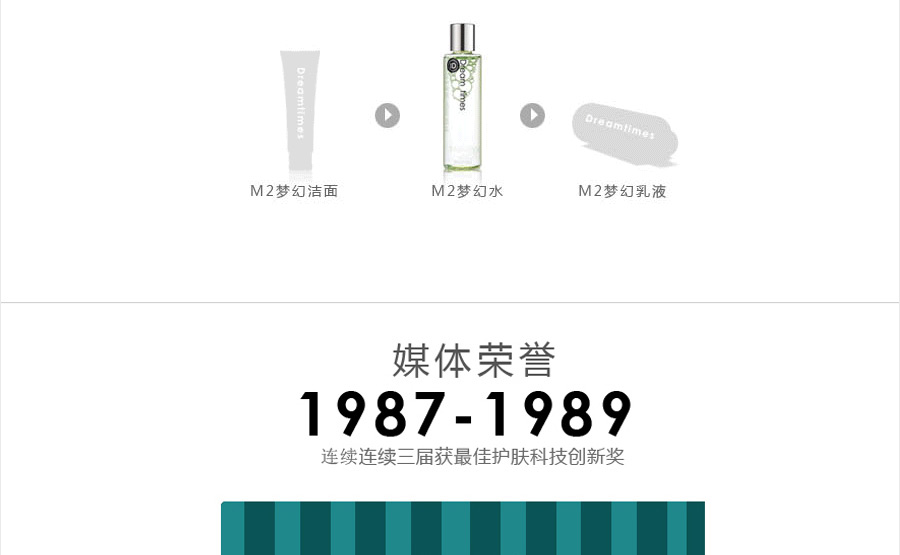 Dreamtimes
Dream times
Dreamtimes
M2梦幻洁面
M2梦幻水
M2梦幻乳液
媒体荣誉
1987-1989
连续连续三届获最佳护肤科技创新奖